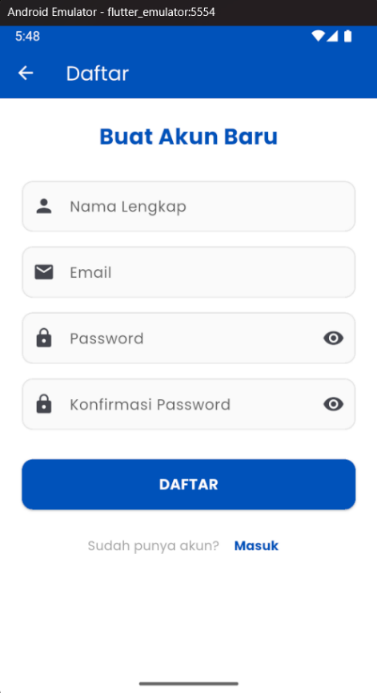 Android Emulator - flutter_emulator:5554
5:48
Daftar
Buat Akun Baru
Nama Lengkap
Email
Password
Konfirmasi Password
DAFTAR
Sudah punya akun? Masuk